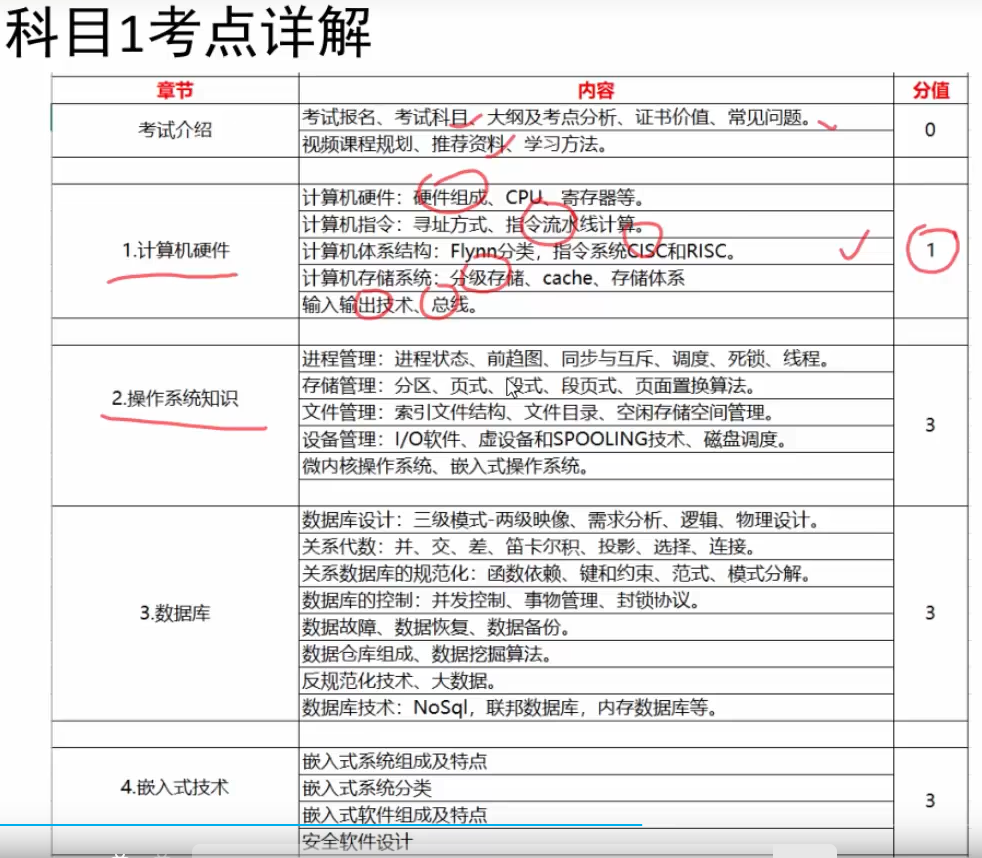 科目1考点详解
章节 内容 分值
考试介绍 考试报名、考试科目、大纲及考点分析、证书价值、常见问题。 0
视频课程规划、推荐资料、学习方法。
1.计算机硬件 计算机硬件：硬件组成、CPU、寄存器等。 1
计算机指令：寻址方式、指令流水线计算。
计算机体系结构：Flynn分类，指令系统CISC和RISC。
计算机存储系统：分级存储、cache、存储体系
输入输出技术、总线。
2.操作系统知识 进程管理：进程状态、前趋图、同步与互斥、调度、死锁、线程。 3
存储管理：分区、页式、段式、段页式、页面置换算法。
文件管理：索引文件结构、文件目录、空闲存储空间管理。
设备管理：I/O软件、虚设备和SPOOLING技术、磁盘调度。
微内核操作系统、嵌入式操作系统。
3.数据库 数据库设计：三级模式-两级映像、需求分析、逻辑、物理设计。 3
关系代数：并、交、差、笛卡尔积、投影、选择、连接。
关系数据库的规范化：函数依赖、键和约束、范式、模式分解。
数据库的控制：并发控制、事物管理、封锁协议。
数据故障、数据恢复、数据备份。
数据仓库组成、数据挖掘算法。
反规范化技术、大数据。
数据库技术：NoSql，联邦数据库，内存数据库等。
4.嵌入式技术 嵌入式系统组成及特点 3
嵌入式系统分类
嵌入式软件组成及特点
安全软件设计